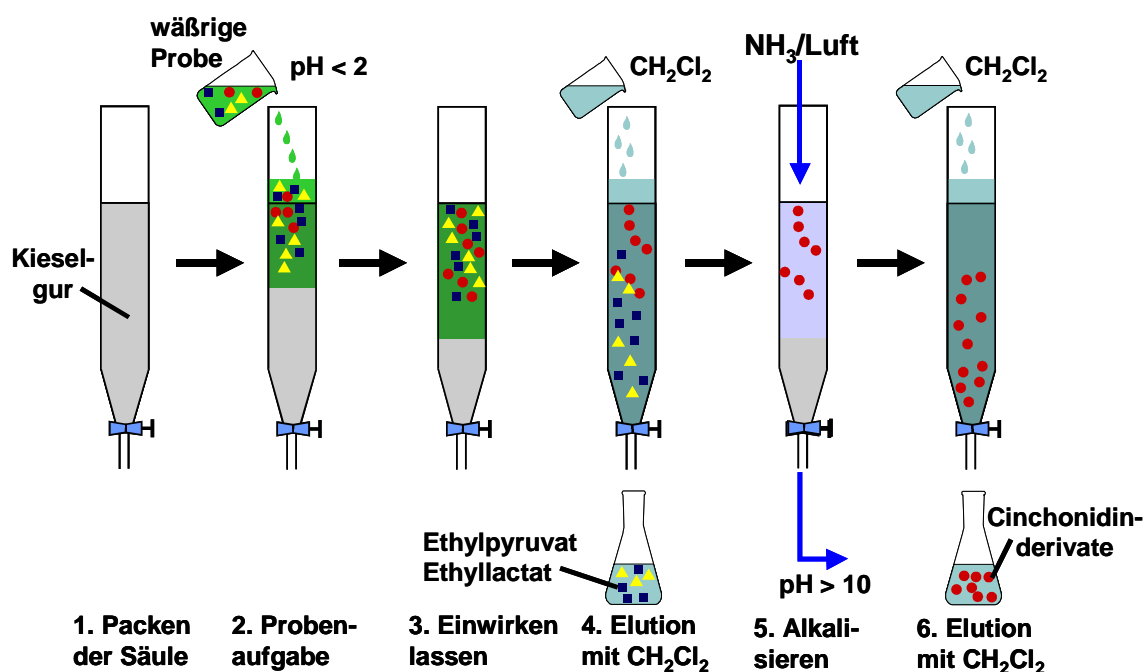 wäßrige
Probe
pH < 2
CH₂Cl₂
NH₃/Luft
CH₂Cl₂
Kiesel-
gur
Ethylpyruvat
Ethyllactat
pH > 10
Cinchonidin-
derivate
1. Packen
der Säule
2. Proben-
aufgabe
3. Einwirken
lassen
4. Elution
mit CH₂Cl₂
5. Alkali-
sieren
6. Elution
mit CH₂Cl₂